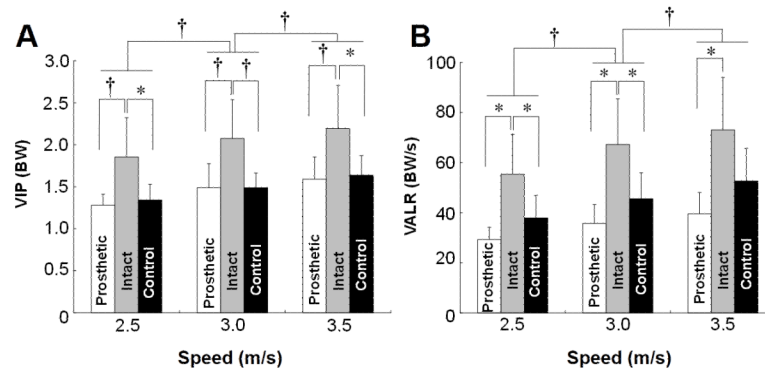 A
† †
† † † † *
†
*
3.0
2.5
2.0
1.5
1.0
0.5
0
VIP (BW)
Prosthetic Intact Control Prosthetic Intact Control Prosthetic Intact Control
2.5 3.0 3.5
Speed (m/s)
B
† †
* * * * *
100
80
60
40
20
0
VALR (BW/s)
Prosthetic Intact Control Prosthetic Intact Control Prosthetic Intact Control
2.5 3.0 3.5
Speed (m/s)